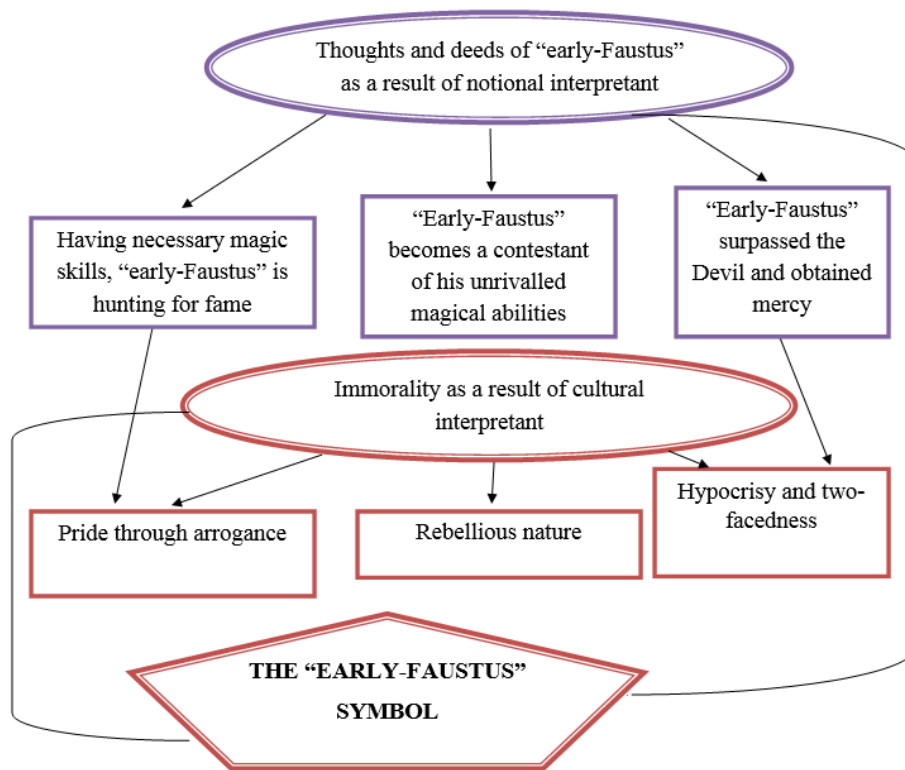 Thoughts and deeds of “early-Faustus”
as a result of notional interpretant
Having necessary magic
skills, “early-Faustus” is
hunting for fame
“Early-Faustus”
becomes a contestant
of his unrivalled
magical abilities
“Early-Faustus”
surpassed the
Devil and obtained
mercy
Immorality as a result of cultural
interpretant
Pride through arrogance
Rebellious nature
Hypocrisy and two-
facedness
THE “EARLY-FAUSTUS”
SYMBOL